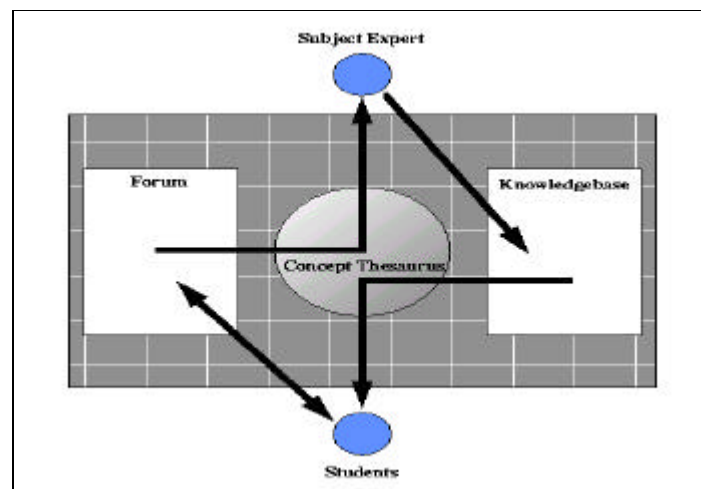 Subject Expert
Forum
Knowledgebase
Concept Thesaurus
Students